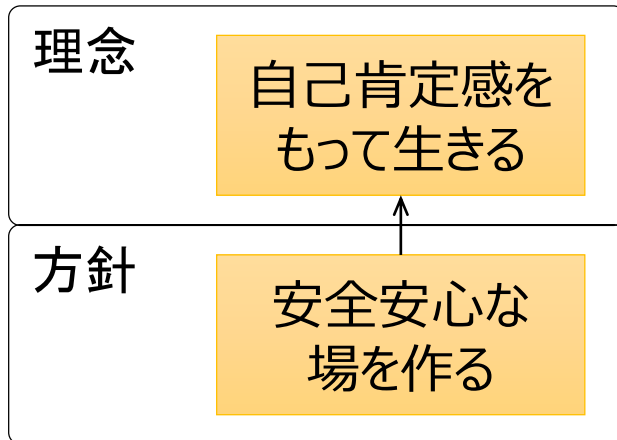 理念
自己肯定感を
もって生きる
方針
安全安心な
場を作る